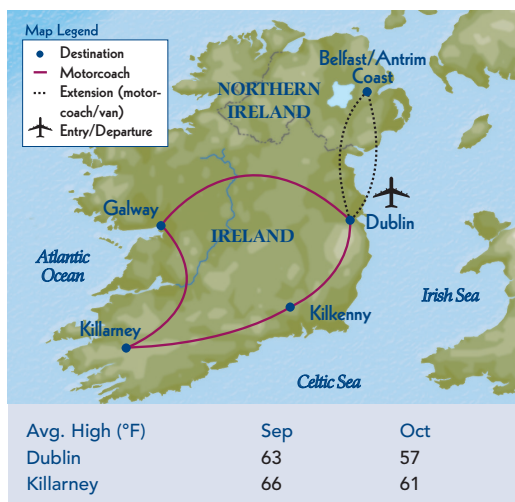 Map Legend
Destination
Motorcoach
Extension (motor-
coach/van)
Entry/Departure
Belfast/Antrim
Coast
NORTHERN
IRELAND
Galway
Dublin
IRELAND
Atlantic
Ocean
Irish Sea
Kilkenny
Killarney
Celtic Sea
Avg. High (°F) Sep Oct
Dublin 63 57
Killarney 66 61